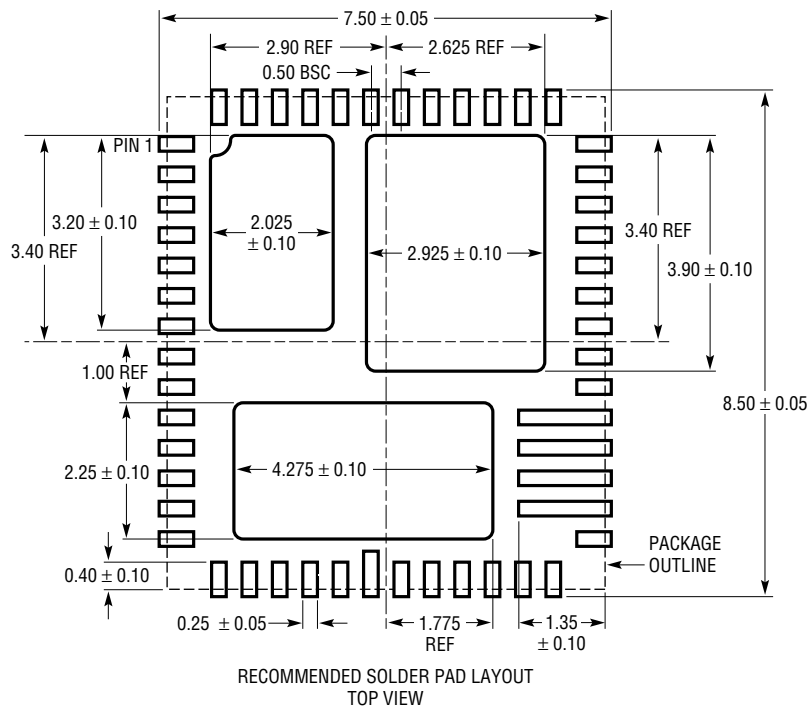 7.50 ± 0.05
2.90 REF
2.625 REF
0.50 BSC
PIN 1
3.20 ± 0.10
3.40 REF
2.025
± 0.10
2.925 ± 0.10
3.40 REF
3.90 ± 0.10
1.00 REF
8.50 ± 0.05
2.25 ± 0.10
4.275 ± 0.10
0.40 ± 0.10
PACKAGE
OUTLINE
0.25 ± 0.05
1.775
REF
1.35
± 0.10
RECOMMENDED SOLDER PAD LAYOUT
TOP VIEW